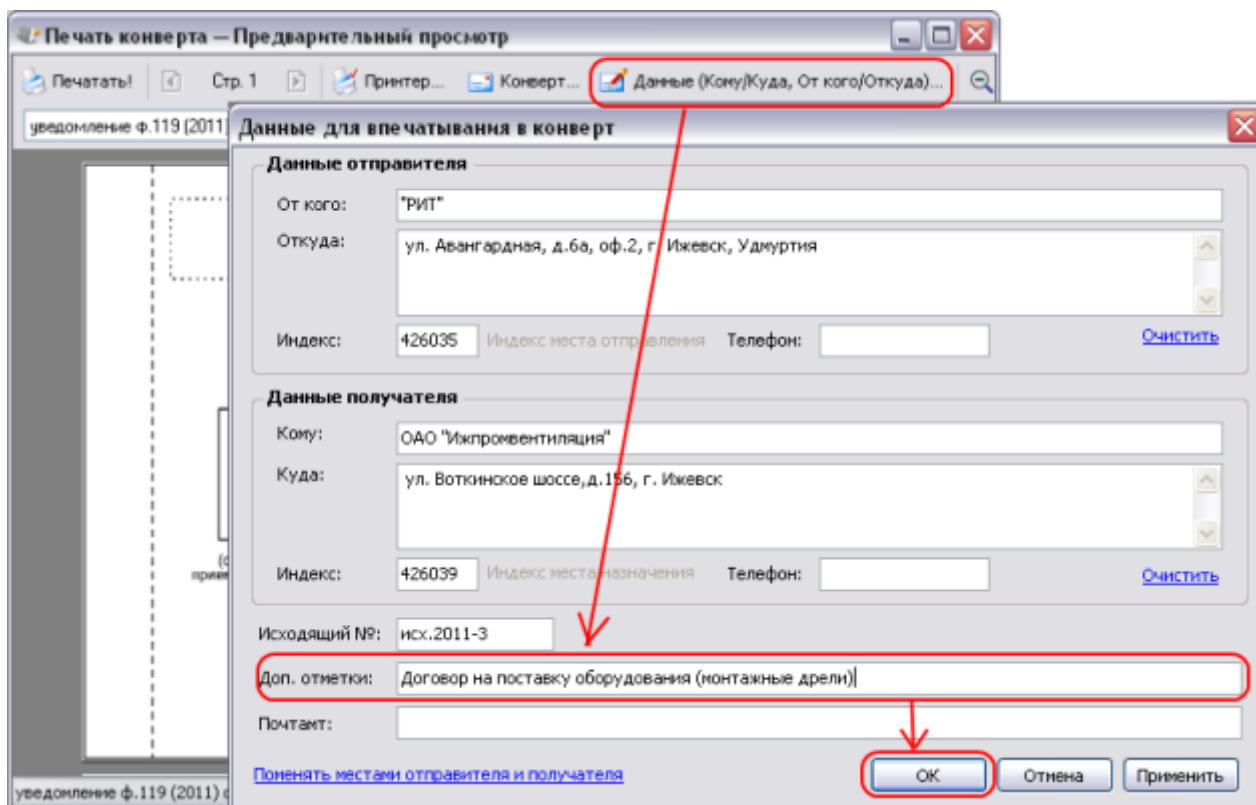 Печать конверта — Предварительный просмотр
Печатать! Стр. 1 Принтер... Конверт... Данные (Кому/Куда, От кого/Откуда)...
уведомление ф.119 (2011)
Данные для впечатывания в конверт
Данные отправителя
От кого: "РИТ"
Откуда: ул. Авангардная, д.6а, оф.2, г. Ижевск, Удмуртия
Индекс: 426035 Индекс места отправления Телефон: Очистить
Данные получателя
Кому: ОАО "Ижпромвентиляция"
Куда: ул. Воткинское шоссе,д.156, г. Ижевск
Индекс: 426039 Индекс места назначения Телефон: Очистить
Исходящий №: исх.2011-3
Доп. отметки: Договор на поставку оборудования (монтажные дрели)
Почтамт:
Поменять местами отправителя и получателя ОК Отмена Применить
уведомление ф.119 (2011)